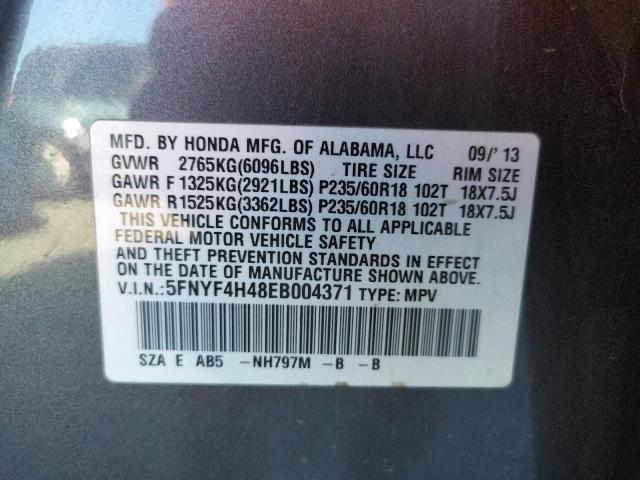 MFD. BY HONDA MFG. OF ALABAMA, LLC 09/'13
GVWR 2765KG(6096LBS) TIRE SIZE RIM SIZE
GAWR F 1325KG(2921LBS) P235/60R18 102T 18X7.5J
GAWR R1525KG(3362LBS) P235/60R18 102T 18X7.5J
THIS VEHICLE CONFORMS TO ALL APPLICABLE
FEDERAL MOTOR VEHICLE SAFETY
AND THEFT PREVENTION STANDARDS IN EFFECT
ON THE DATE OF MANUFACTURE SHOWN ABOVE.
V.I.N.:5FNYF4H48EB004371 TYPE: MPV
SZA E AB5 -NH797M -B -B